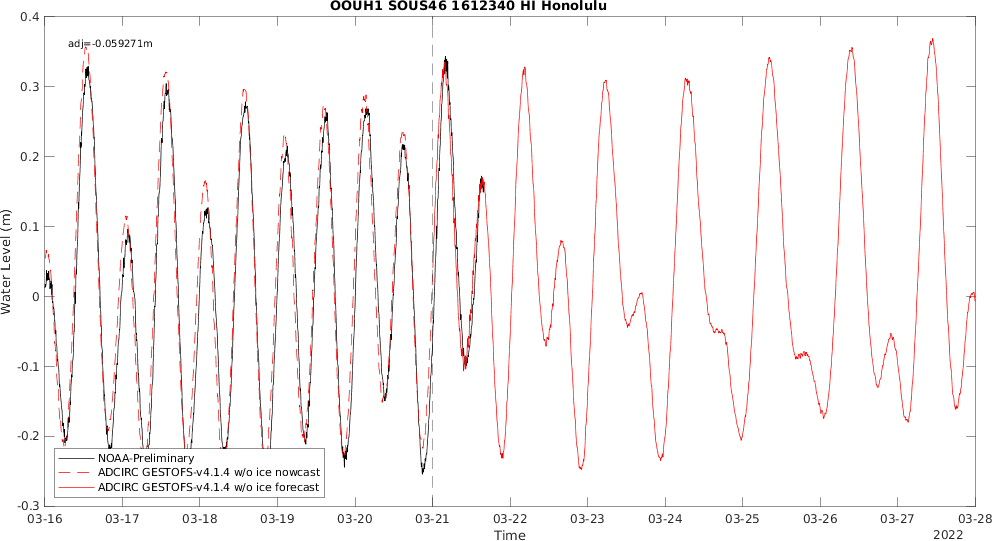 OOUH1 SOUS46 1612340 HI Honolulu
adj=-0.059271m
0.4
0.3
0.2
0.1
0
-0.1
-0.2
-0.3
Water Level (m)
NOAA-Preliminary
ADCIRC GESTOFS-v4.1.4 w/o ice nowcast
ADCIRC GESTOFS-v4.1.4 w/o ice forecast
03-16 03-17 03-18 03-19 03-20 03-21 03-22 03-23 03-24 03-25 03-26 03-27 03-28
Time
2022